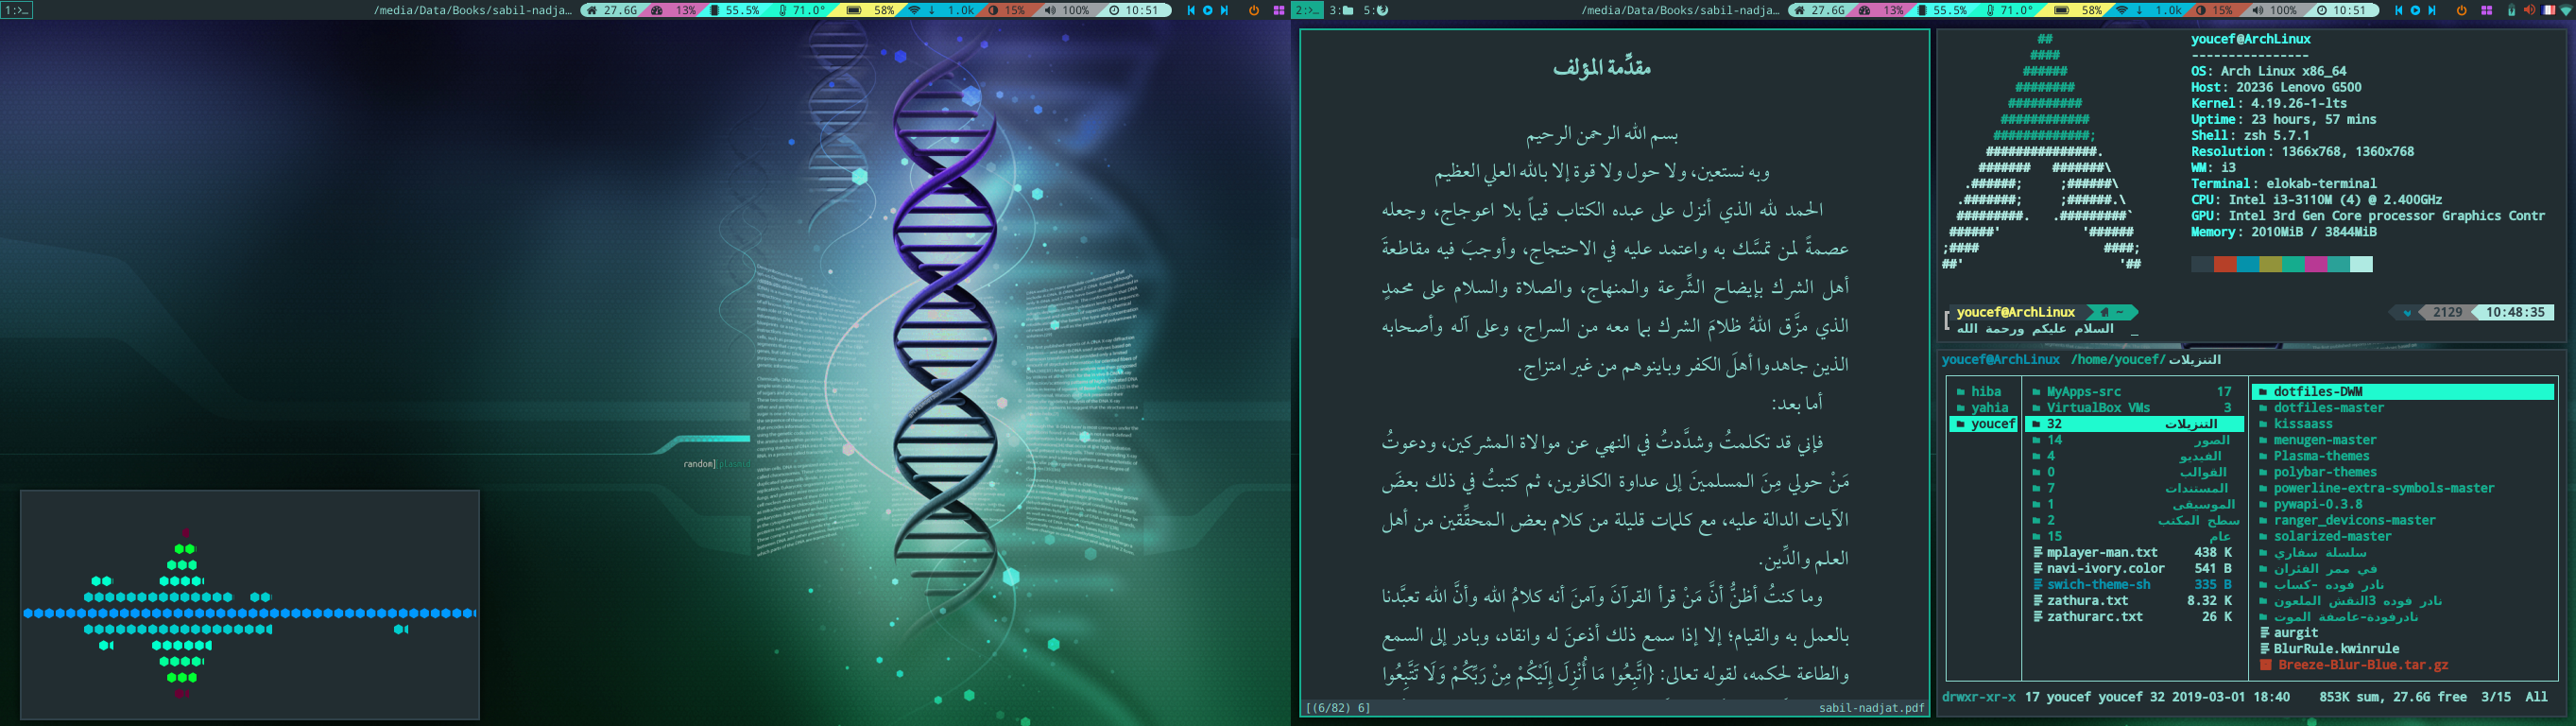 1:>_
/media/Data/Books/sabil-nadja…
27.6G 13% 55.5% 71.0° 58% ↓ 1.0k 15% 100% 10:51
random]
2:>_ 3: 5:
/media/Data/Books/sabil-nadja…
27.6G 13% 55.5% 71.0° 58% ↓ 1.0k 15% 100% 10:51
مقدِّمة المؤلف
بسم الله الرحمن الرحيم
وبه نستعين، ولا حول ولا قوة إلا بالله العلي العظيم
الحمد لله الذي أنزل على عبده الكتاب قيماً بلا اعوجاج، وجعله
عصمةً لمن تمسَّك به واعتمد عليه في الاحتجاج، وأوجبَ فيه مقاطعةَ
أهل الشرك بإيضاح الشِّرعة والمنهاج، والصلاة والسلام على محمدٍ
الذي مزَّق اللهُ ظلامَ الشرك بما معه من السراج، وعلى آله وأصحابه
الذين جاهدوا أهلَ الكفر وباينوهم من غير امتزاج.
أما بعد:
فإني قد تكلمتُ وشدَّدتُ في النهي عن موالاة المشركين، ودعوتُ
مَنْ حولي مِنَ المسلمينَ إلى عداوة الكافرين، ثم كتبتُ في ذلك بعضَ
الآيات الدالة عليه، مع كلمات قليلة من كلام بعض المحقِّقين من أهل
العلم والدِّين.
وما كنتُ أظنُّ أنَّ مَنْ قرأ القرآنَ وآمنَ أنه كلامُ الله وأنَّ الله تعبَّدنا
بالعمل به والقيام؛ إلا إذا سمع ذلك أذعنَ له وانقاد، وبادر إلى السمع
والطاعة لحكمه، لقوله تعالى: {اتَّبِعُوا مَا أُنْزِلَ إِلَيْكُمْ مِنْ رَبِّكُمْ وَلَا تَتَّبِعُوا
[(6/82) 6] sabil-nadjat.pdf
youcef@ArchLinux
----------------
OS: Arch Linux x86_64
Host: 20236 Lenovo G500
Kernel: 4.19.26-1-lts
Uptime: 23 hours, 57 mins
Shell: zsh 5.7.1
Resolution: 1366x768, 1360x768
WM: i3
Terminal: elokab-terminal
CPU: Intel i3-3110M (4) @ 2.400GHz
GPU: Intel 3rd Gen Core processor Graphics Contr
Memory: 2010MiB / 3844MiB
youcef@ArchLinux ~ 2129 10:48:35
السلام عليكم ورحمة الله _
youcef@ArchLinux /home/youcef/التنزيلات
hiba
yahia
youcef
MyApps-src 17
VirtualBox VMs 3
التنزيلات 32
الصور 14
الفيديو 4
القوالب 0
المستندات 7
الموسيقى 1
سطح المكتب 2
عام 15
mplayer-man.txt 438 K
navi-ivory.color 541 B
swich-theme-sh 335 B
zathura.txt 8.32 K
zathurarc.txt 26 K
dotfiles-DWM
dotfiles-master
kissaass
menugen-master
Plasma-themes
polybar-themes
powerline-extra-symbols-master
pywapi-0.3.8
ranger_devicons-master
solarized-master
سلسلة سفاري
في ممر الفئران
نادر فوده -كساب
نادر فوده 3النقش الملعون
نادرفودة-عاصفة الموت
aurgit
BlurRule.kwinrule
Breeze-Blur-Blue.tar.gz
drwxr-xr-x 17 youcef youcef 32 2019-03-01 18:40 853K sum, 27.6G free 3/15 All